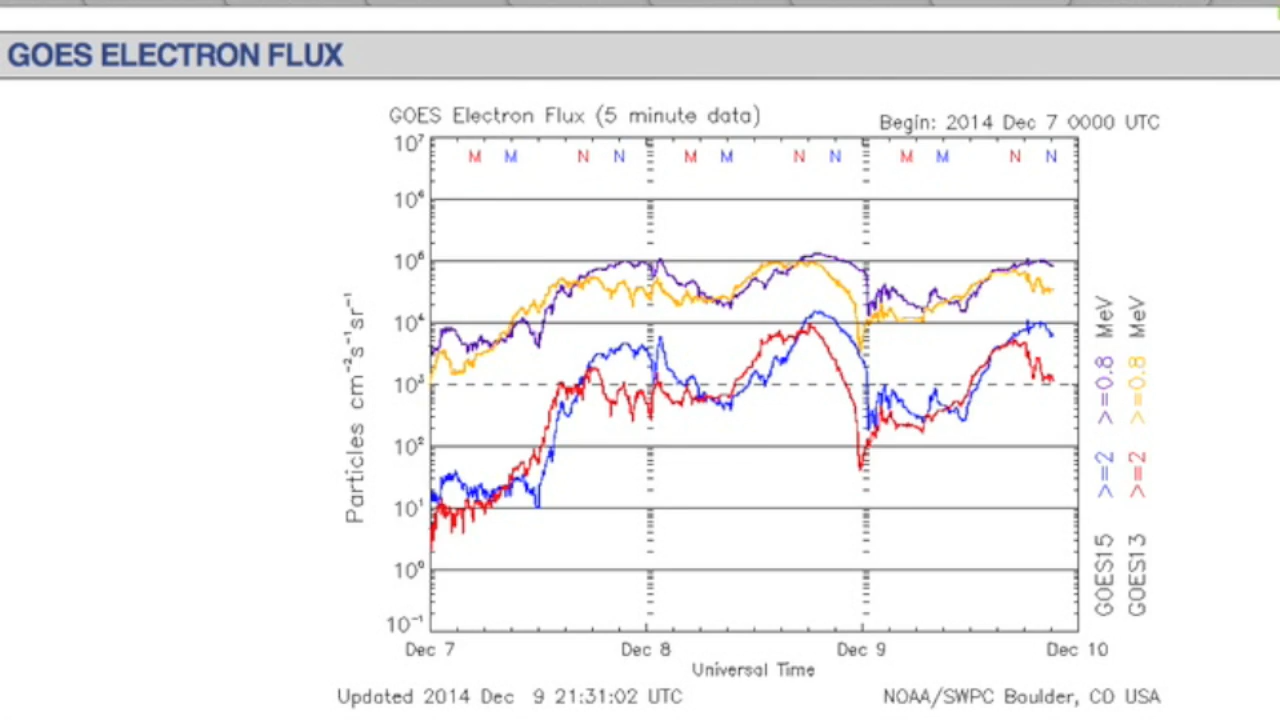 GOES ELECTRON FLUX
GOES Electron Flux (5 minute data)
Begin: 2014 Dec 7 0000 UTC
10⁷
M M N N M M N N M M N N
10⁶
10⁵
10⁴
10³
10²
10¹
10⁰
10⁻¹
Particles cm⁻²s⁻¹sr⁻¹
GOES15 >=2 >=0.8 MeV
GOES13 >=2 >=0.8 MeV
Dec 7 Dec 8 Dec 9 Dec 10
Universal Time
Updated 2014 Dec 9 21:31:02 UTC
NOAA/SWPC Boulder, CO USA